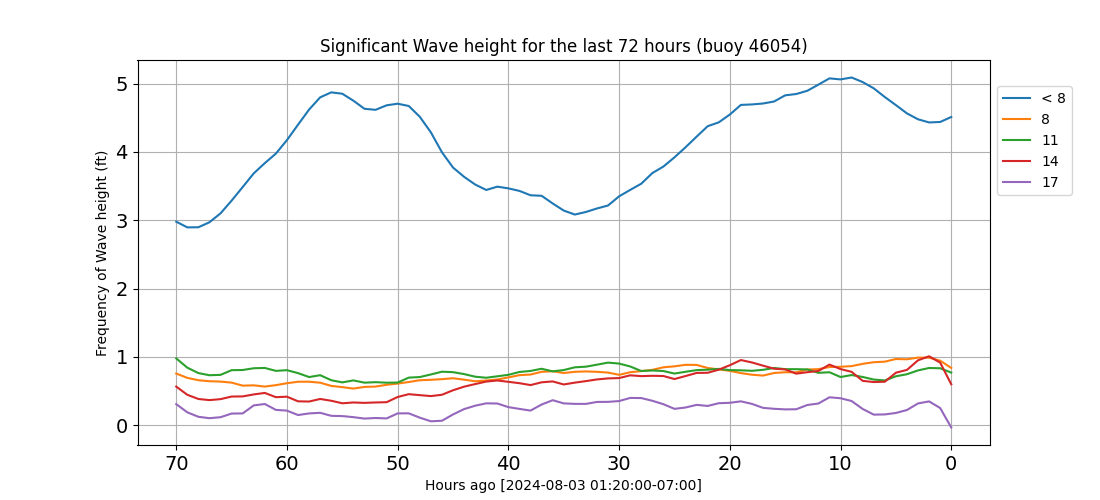 Significant Wave height for the last 72 hours (buoy 46054)
Frequency of Wave height (ft)
5
4
3
2
1
0
70 60 50 40 30 20 10 0
Hours ago [2024-08-03 01:20:00-07:00]
< 8
8
11
14
17